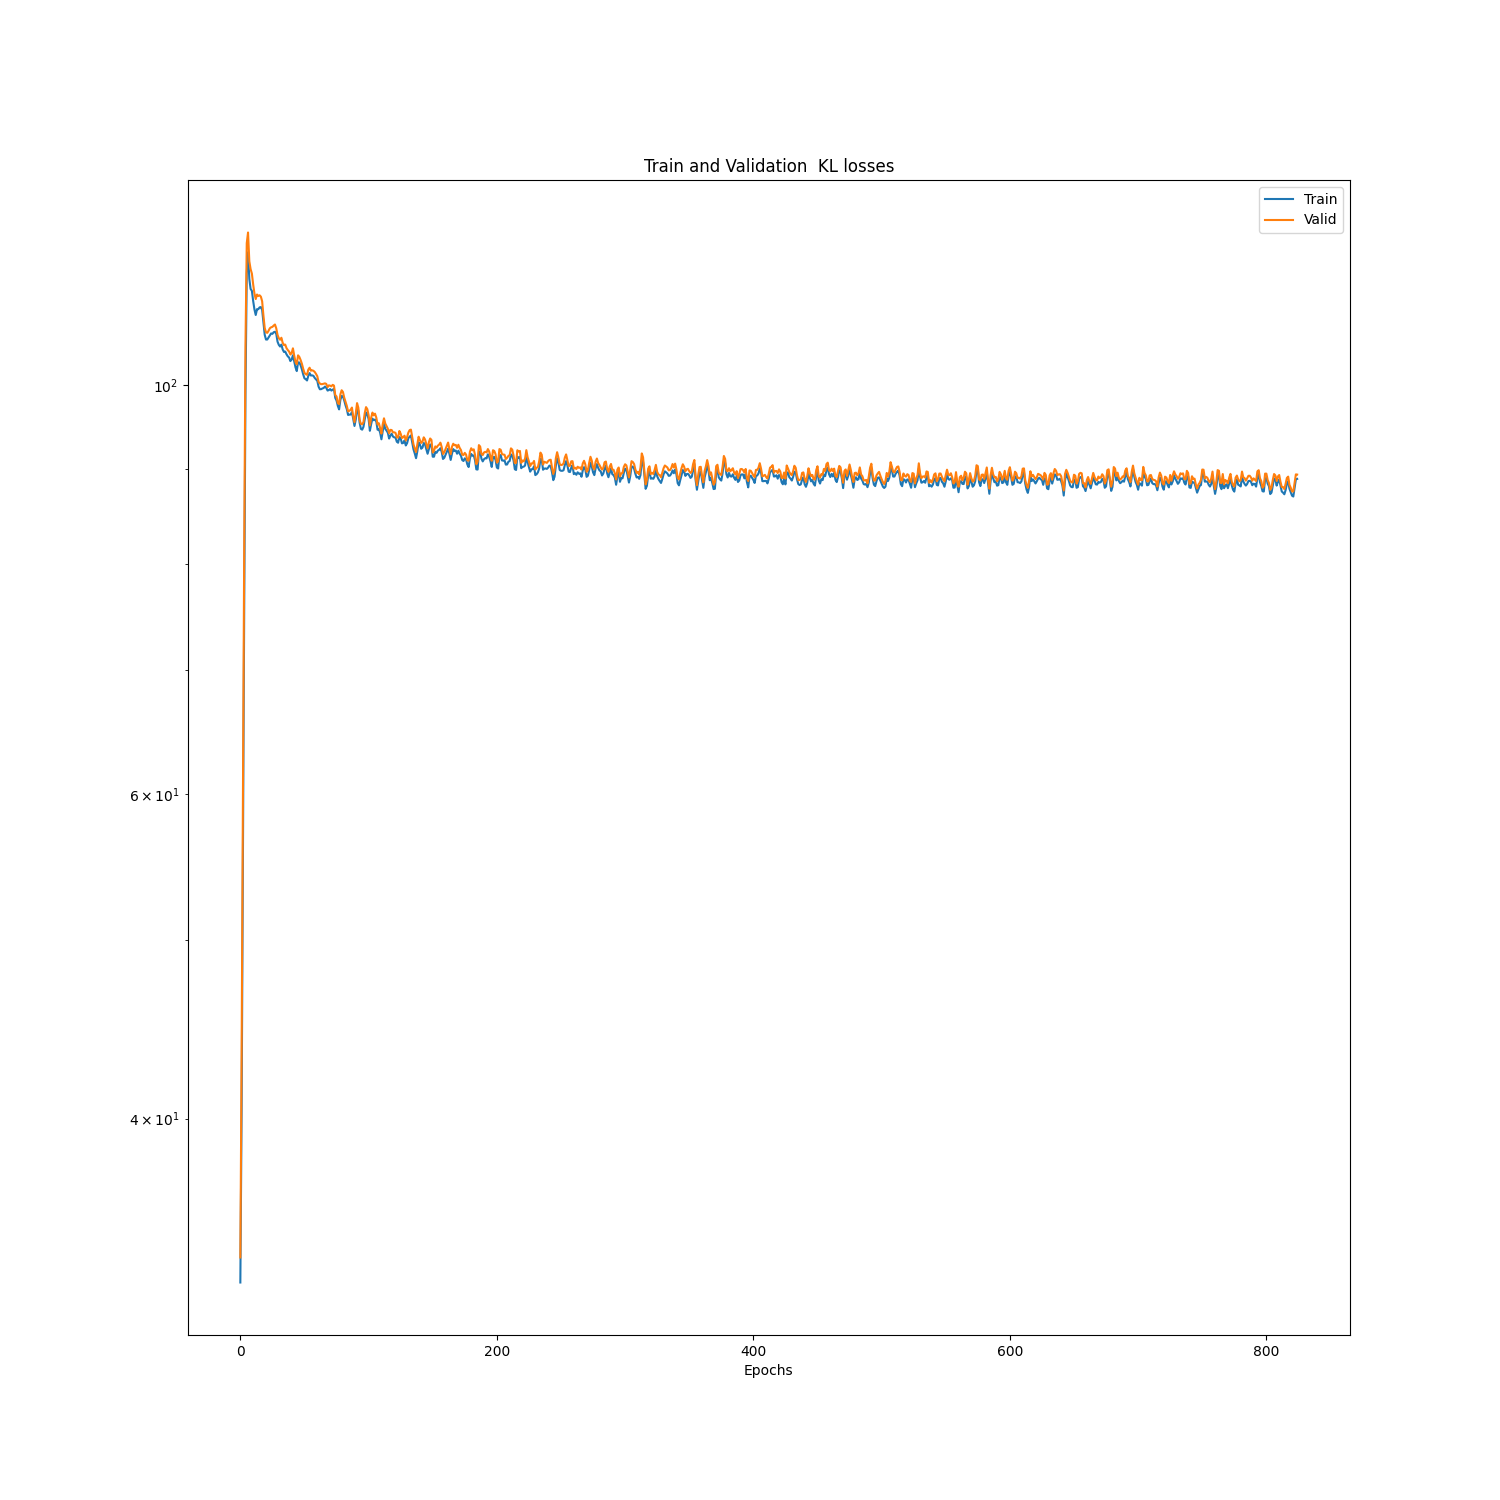 Train and Validation  KL losses
Train
Valid
10²
6 × 10¹
4 × 10¹
0 200 400 600 800
Epochs